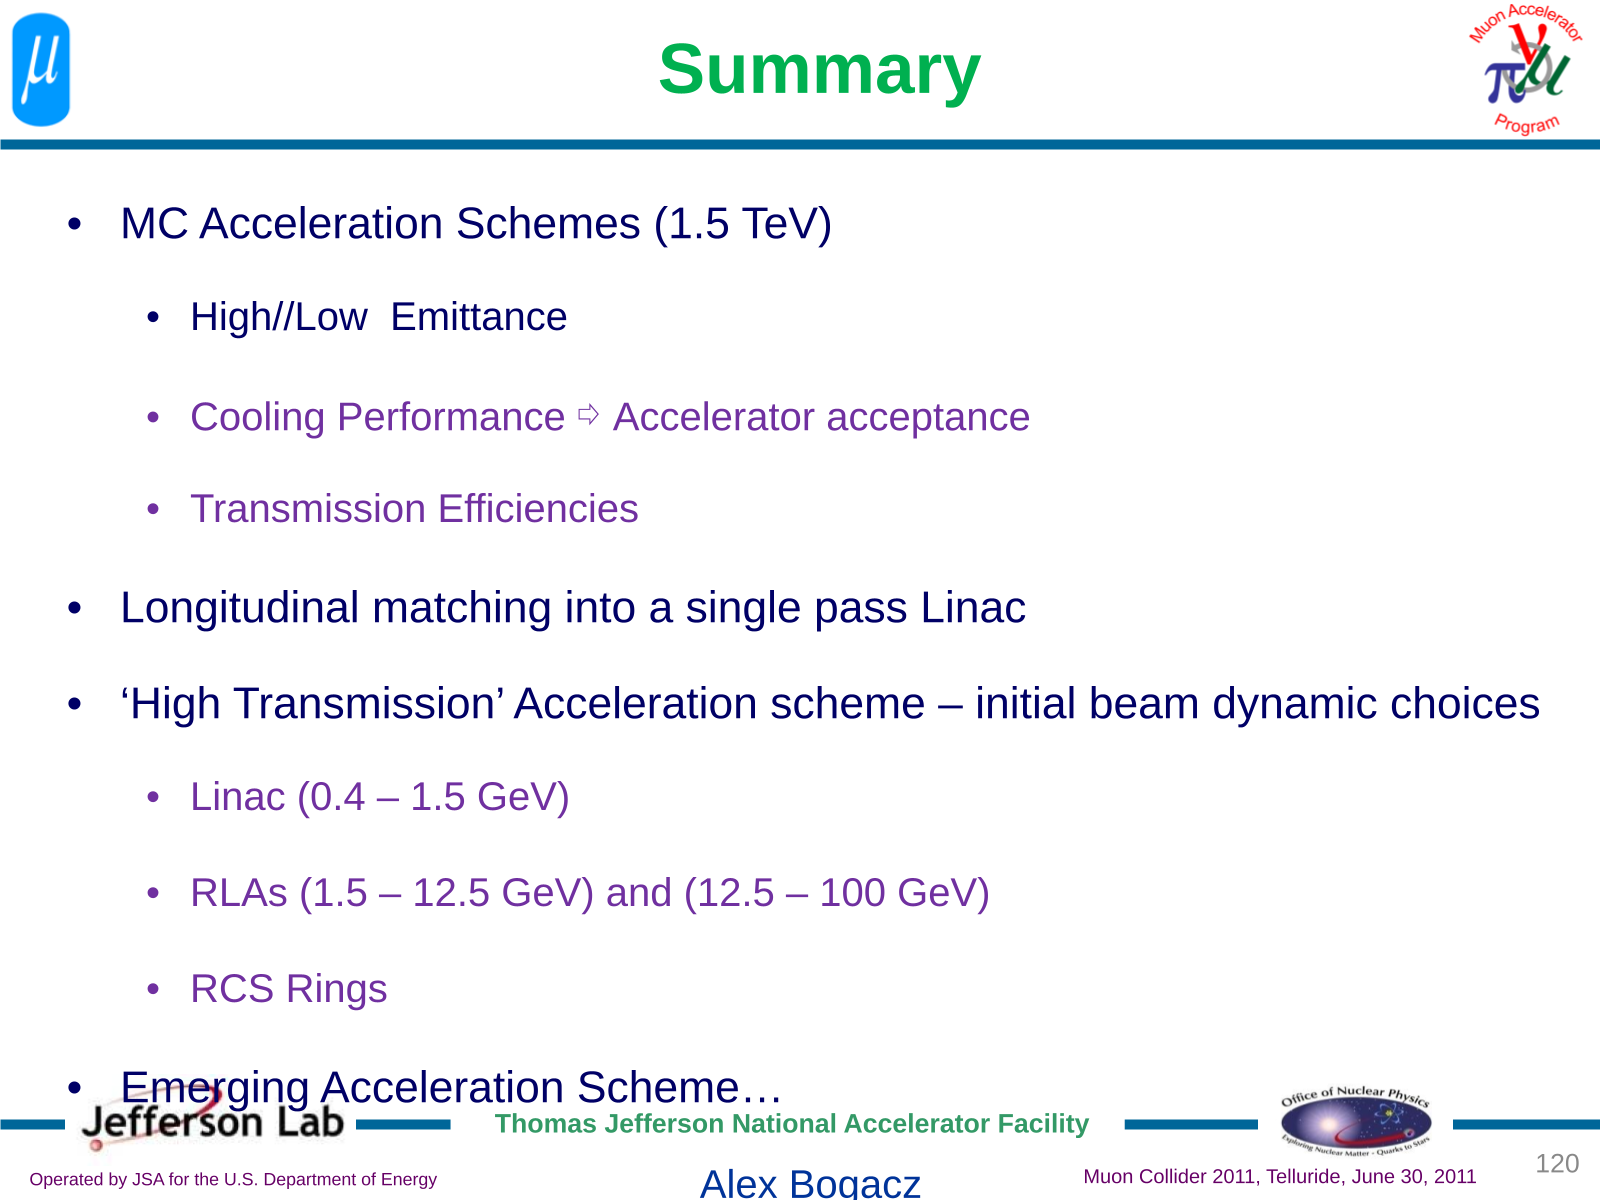 μ
Summary
Muon Accelerator
Program
• MC Acceleration Schemes (1.5 TeV)
• High//Low  Emittance
• Cooling Performance ⇨ Accelerator acceptance
• Transmission Efficiencies
• Longitudinal matching into a single pass Linac
• ‘High Transmission’ Acceleration scheme – initial beam dynamic choices
• Linac (0.4 – 1.5 GeV)
• RLAs (1.5 – 12.5 GeV) and (12.5 – 100 GeV)
• RCS Rings
• Emerging Acceleration Scheme…
Jefferson Lab
Thomas Jefferson National Accelerator Facility
Office of Nuclear Physics
Exploring Nuclear Matter - Quarks to Stars
Operated by JSA for the U.S. Department of Energy
Alex Bogacz
Muon Collider 2011, Telluride, June 30, 2011
120